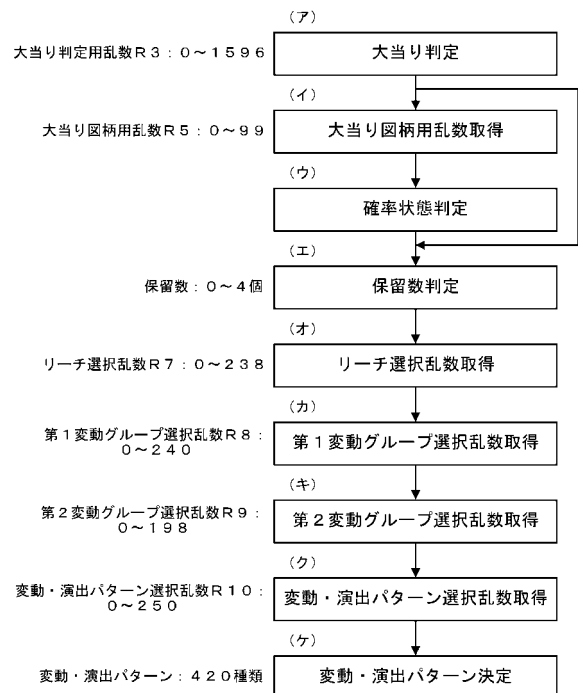 （ア）
大当り判定用乱数Ｒ３：０～１５９６
大当り判定
（イ）
大当り図柄用乱数Ｒ５：０～９９
大当り図柄用乱数取得
（ウ）
確率状態判定
（エ）
保留数：０～４個
保留数判定
（オ）
リーチ選択乱数Ｒ７：０～２３８
リーチ選択乱数取得
（カ）
第１変動グループ選択乱数Ｒ８：
０～２４０
第１変動グループ選択乱数取得
（キ）
第２変動グループ選択乱数Ｒ９：
０～１９８
第２変動グループ選択乱数取得
（ク）
変動・演出パターン選択乱数Ｒ１０：
０～２５０
変動・演出パターン選択乱数取得
（ケ）
変動・演出パターン：４２０種類
変動・演出パターン決定